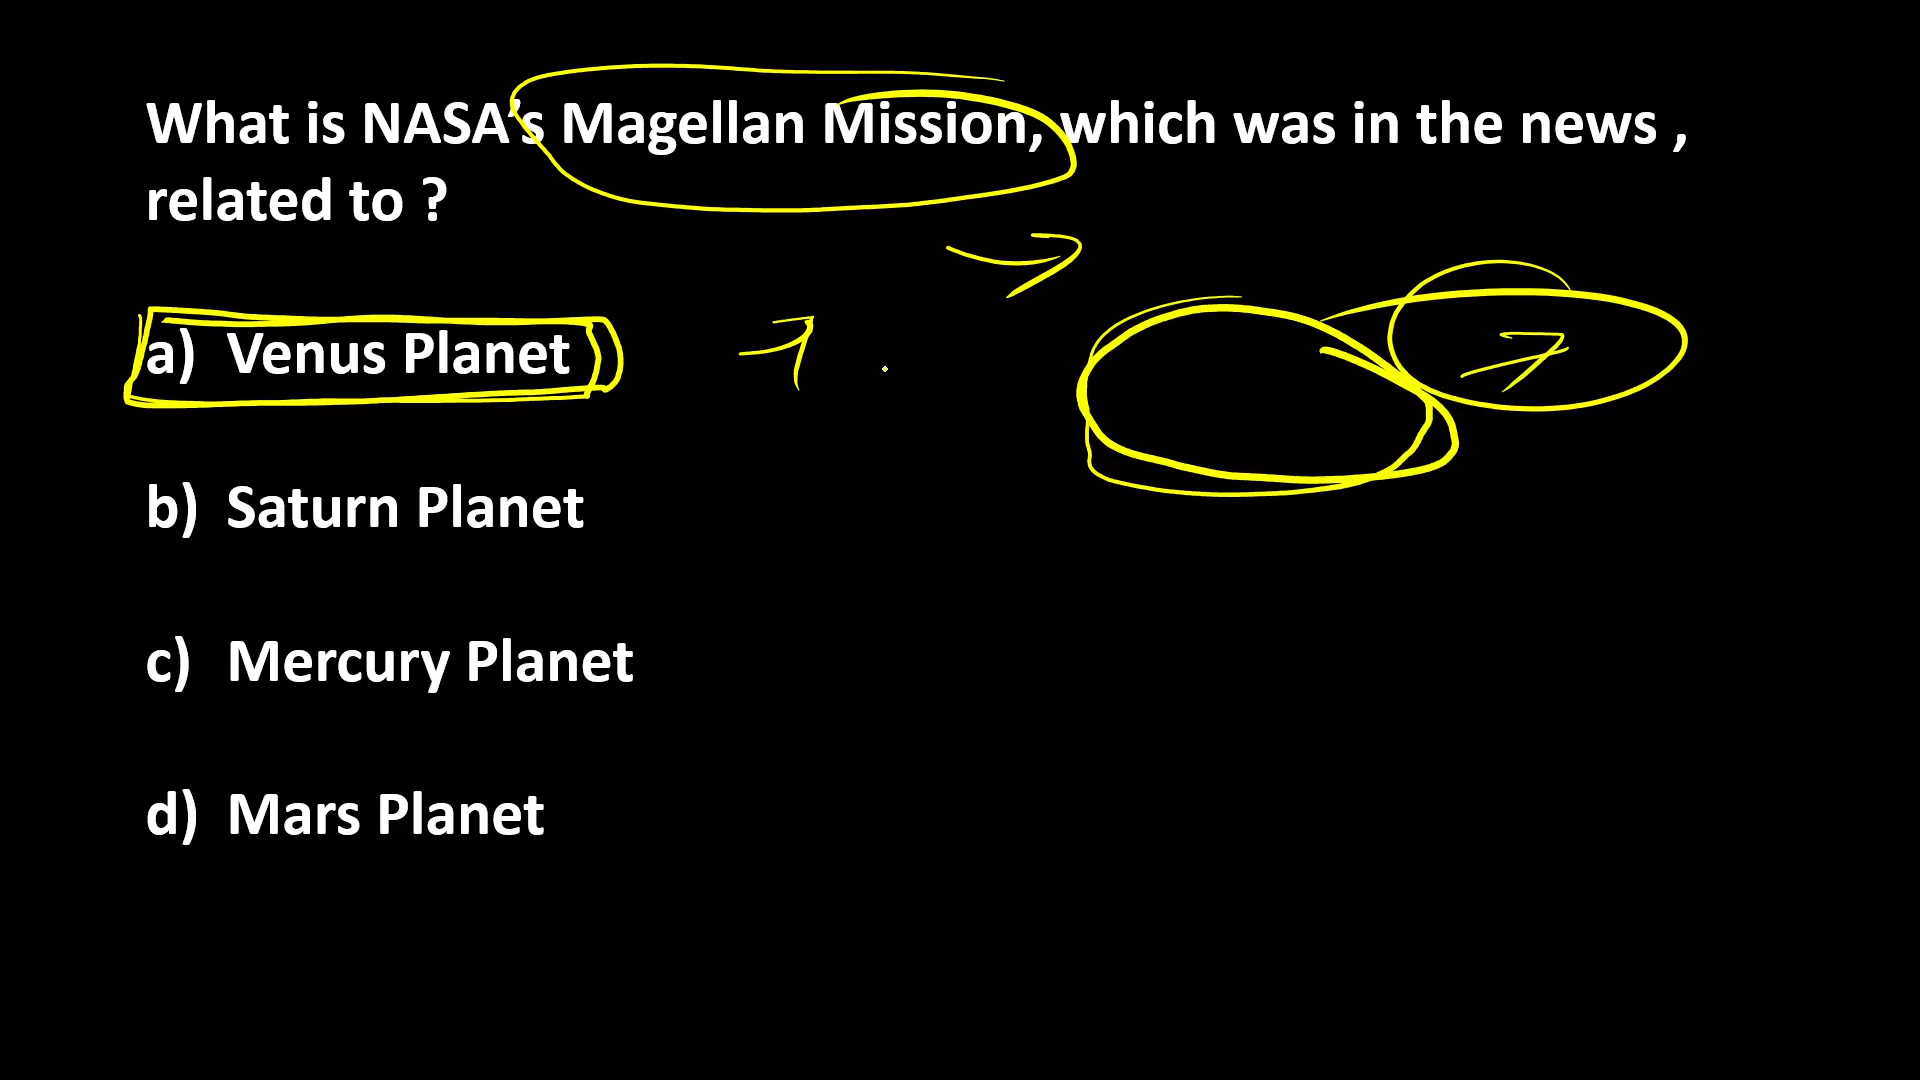 What is NASA's Magellan Mission, which was in the news ,
related to ?
a) Venus Planet
b) Saturn Planet
c) Mercury Planet
d) Mars Planet